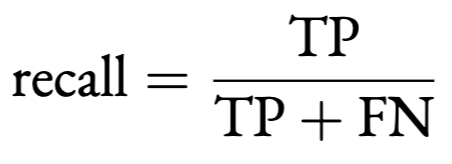 recall = TP / TP + FN